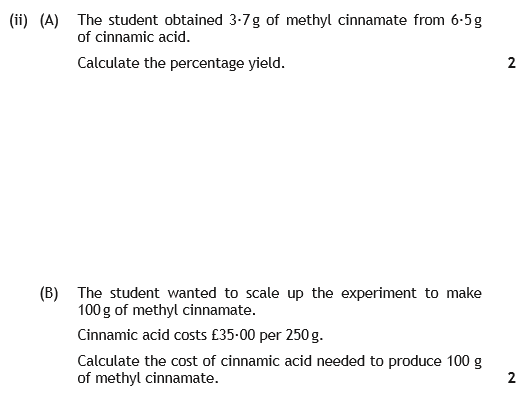 (ii) (A) The student obtained 3·7 g of methyl cinnamate from 6·5 g
of cinnamic acid.
Calculate the percentage yield. 2
(B) The student wanted to scale up the experiment to make
100 g of methyl cinnamate.
Cinnamic acid costs £35·00 per 250 g.
Calculate the cost of cinnamic acid needed to produce 100 g
of methyl cinnamate. 2